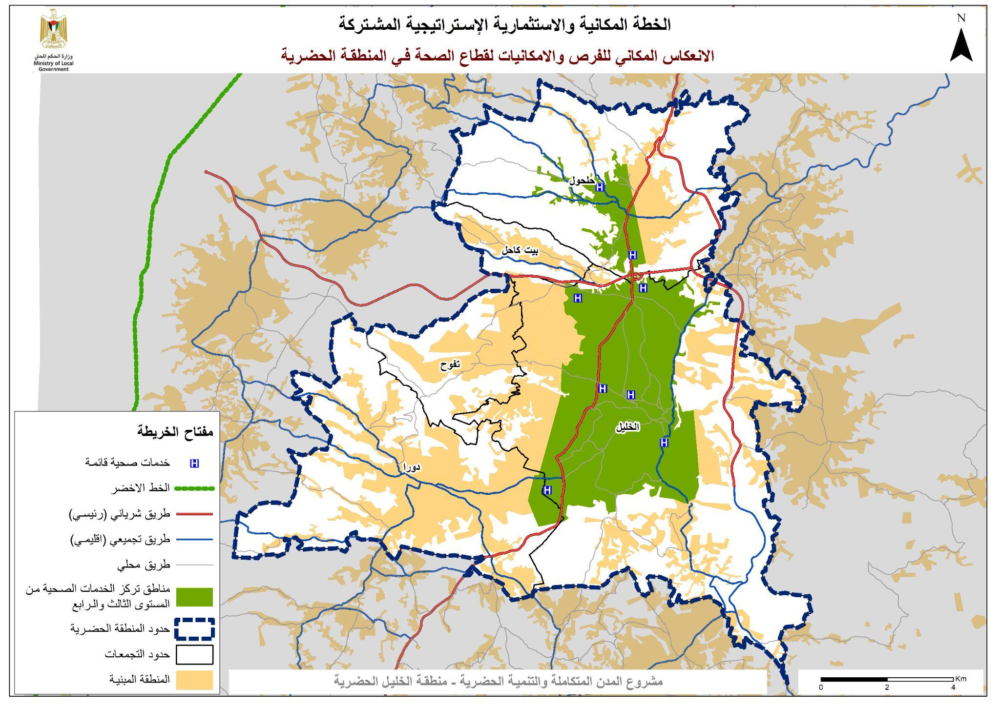 الخطة المكانية والاستثمارية الإستراتيجية المشتركة
الانعكاس المكاني للفرص والامكانيات لقطاع الصحة في المنطقة الحضرية
وزارة الحكم المحلي
Ministry of Local
Government
فلسطين
N
حلحول
H
H
بيت كاحل
H
H
تفوح
H
H
الخليل
H
دورا
H
مفتاح الخريطة
H خدمات صحية قائمة
الخط الاخضر
طريق شرياني (رئيسي)
طريق تجميعي (اقليمي)
طريق محلي
مناطق تركز الخدمات الصحية من
المستوى الثالث والرابع
حدود المنطقة الحضرية
حدود التجمعات
المنطقة المبنية
مشروع المدن المتكاملة والتنمية الحضرية - منطقة الخليل الحضرية
Km
0 2 4